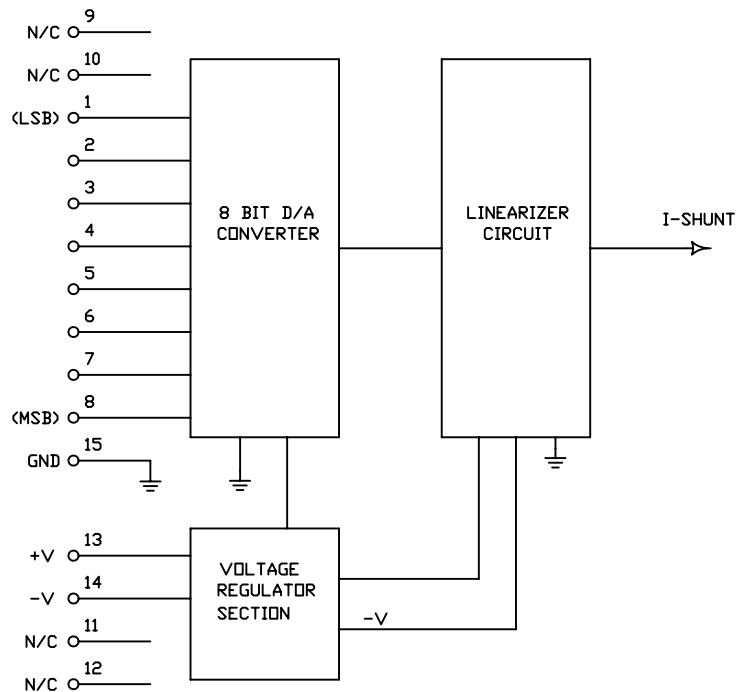 N/C 9
N/C 10
(LSB) 1
2
3
4
5
6
7
(MSB) 8
GND 15
+V 13
-V 14
N/C 11
N/C 12
8 BIT D/A
CONVERTER
LINEARIZER
CIRCUIT
I-SHUNT
VOLTAGE
REGULATOR
SECTION
-V